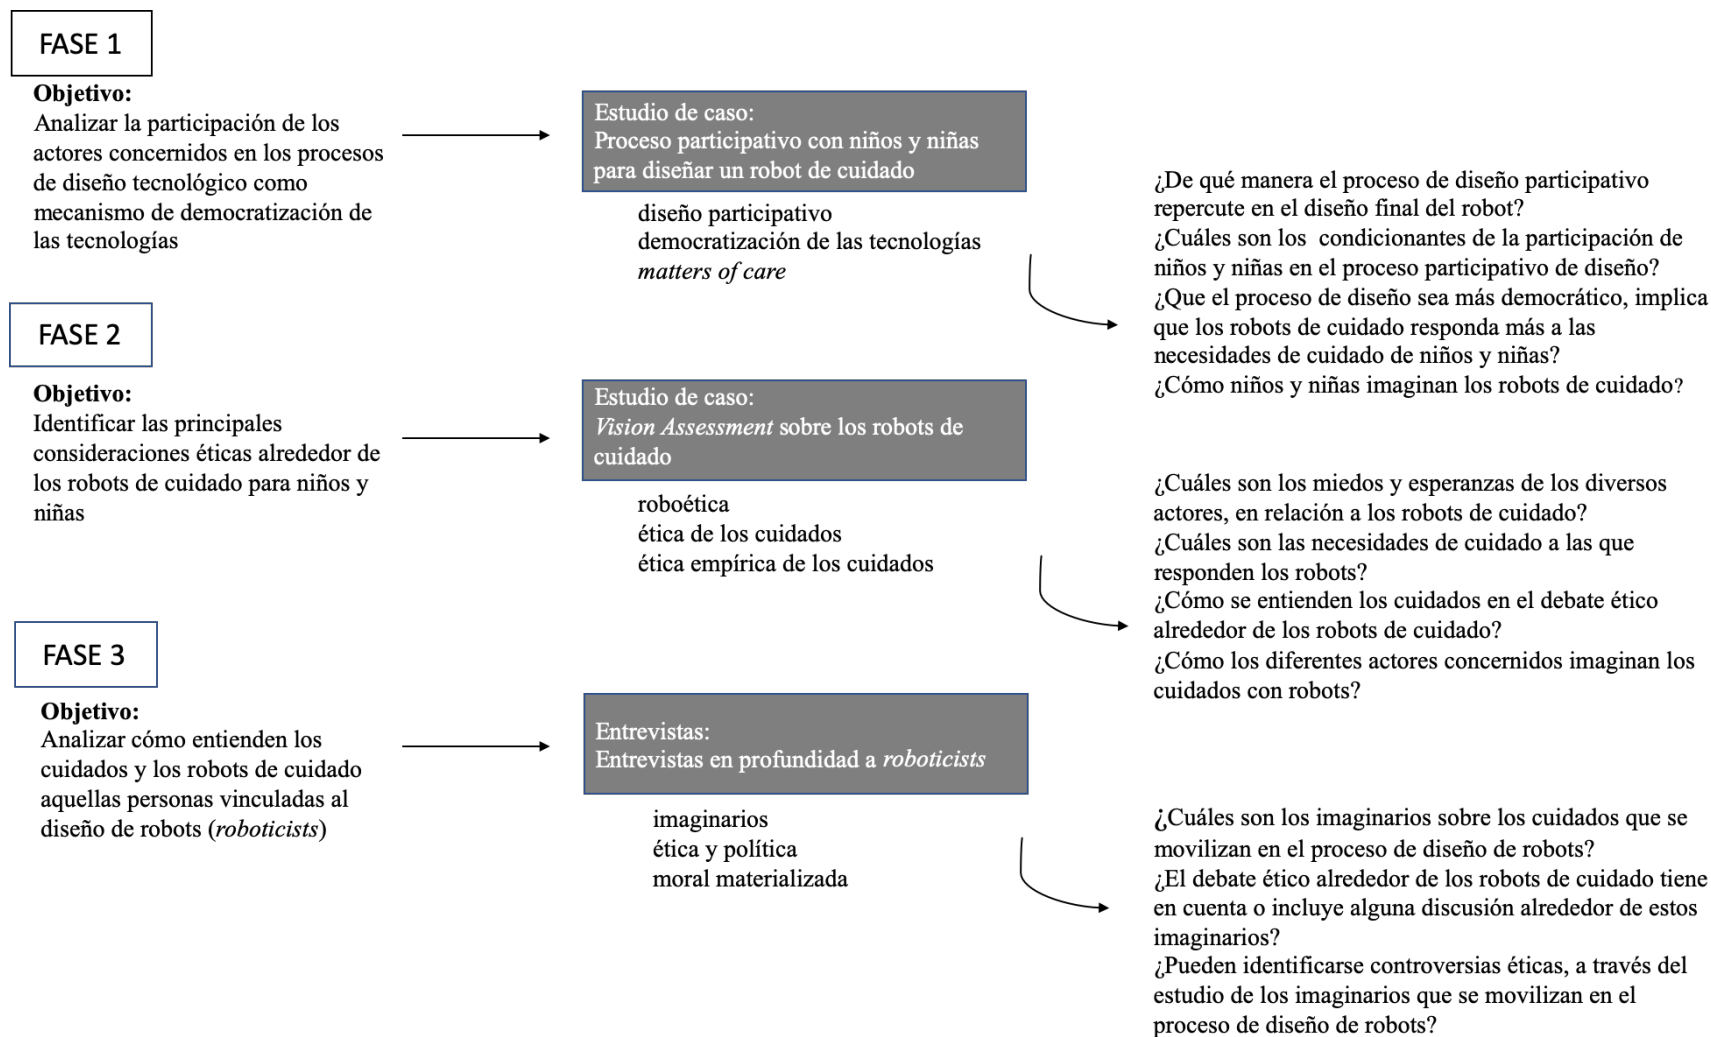 FASE 1
Objetivo:
Analizar la participación de los
actores concernidos en los procesos
de diseño tecnológico como
mecanismo de democratización de
las tecnologías
Estudio de caso:
Proceso participativo con niños y niñas
para diseñar un robot de cuidado
diseño participativo
democratización de las tecnologías
matters of care
¿De qué manera el proceso de diseño participativo
repercute en el diseño final del robot?
¿Cuáles son los condicionantes de la participación de
niños y niñas en el proceso participativo de diseño?
¿Que el proceso de diseño sea más democrático, implica
que los robots de cuidado responda más a las
necesidades de cuidado de niños y niñas?
¿Cómo niños y niñas imaginan los robots de cuidado?
FASE 2
Objetivo:
Identificar las principales
consideraciones éticas alrededor de
los robots de cuidado para niños y
niñas
Estudio de caso:
Vision Assessment sobre los robots de
cuidado
roboética
ética de los cuidados
ética empírica de los cuidados
¿Cuáles son los miedos y esperanzas de los diversos
actores, en relación a los robots de cuidado?
¿Cuáles son las necesidades de cuidado a las que
responden los robots?
¿Cómo se entienden los cuidados en el debate ético
alrededor de los robots de cuidado?
¿Cómo los diferentes actores concernidos imaginan los
cuidados con robots?
FASE 3
Objetivo:
Analizar cómo entienden los
cuidados y los robots de cuidado
aquellas personas vinculadas al
diseño de robots (roboticists)
Entrevistas:
Entrevistas en profundidad a roboticists
imaginarios
ética y política
moral materializada
¿Cuáles son los imaginarios sobre los cuidados que se
movilizan en el proceso de diseño de robots?
¿El debate ético alrededor de los robots de cuidado tiene
en cuenta o incluye alguna discusión alrededor de estos
imaginarios?
¿Pueden identificarse controversias éticas, a través del
estudio de los imaginarios que se movilizan en el
proceso de diseño de robots?